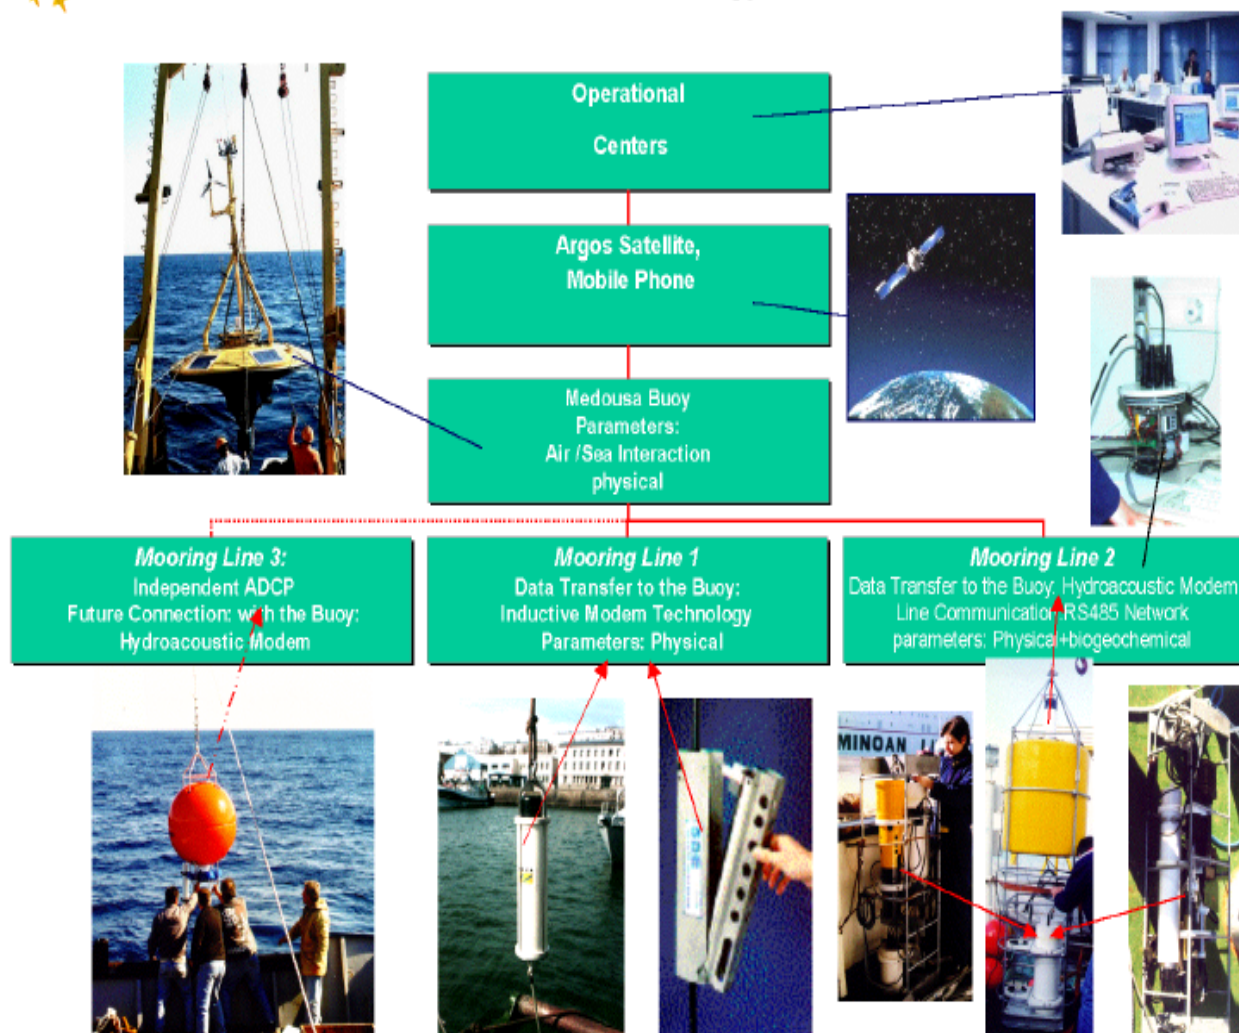 Operational
Centers
Argos Satellite,
Mobile Phone
Medousa Buoy
Parameters:
Air /Sea Interaction
physical
Mooring Line 3:
Independent ADCP
Future Connection: with the Buoy:
Hydroacoustic Modem
Mooring Line 1
Data Transfer to the Buoy:
Inductive Modem Technology
Parameters: Physical
Mooring Line 2
Data Transfer to the Buoy: Hydroacoustic Modem
Line Communication RS485 Network
parameters: Physical+biogeochemical
MINOAN